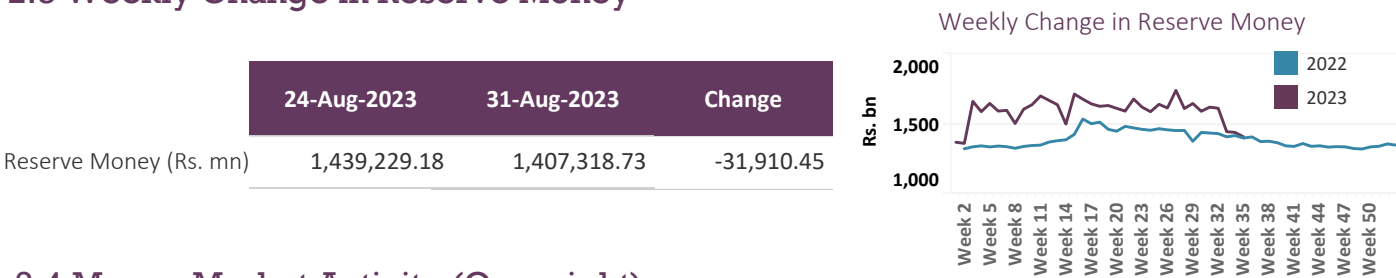 Weekly Change in Reserve Money
24-Aug-2023 31-Aug-2023 Change
Reserve Money (Rs. mn) 1,439,229.18 1,407,318.73 -31,910.45
Weekly Change in Reserve Money
2,000
1,500
1,000
Rs. bn
2022
2023
Week 2
Week 5
Week 8
Week 11
Week 14
Week 17
Week 20
Week 23
Week 26
Week 29
Week 32
Week 35
Week 38
Week 41
Week 44
Week 47
Week 50
Money Market Activity (Overnight)